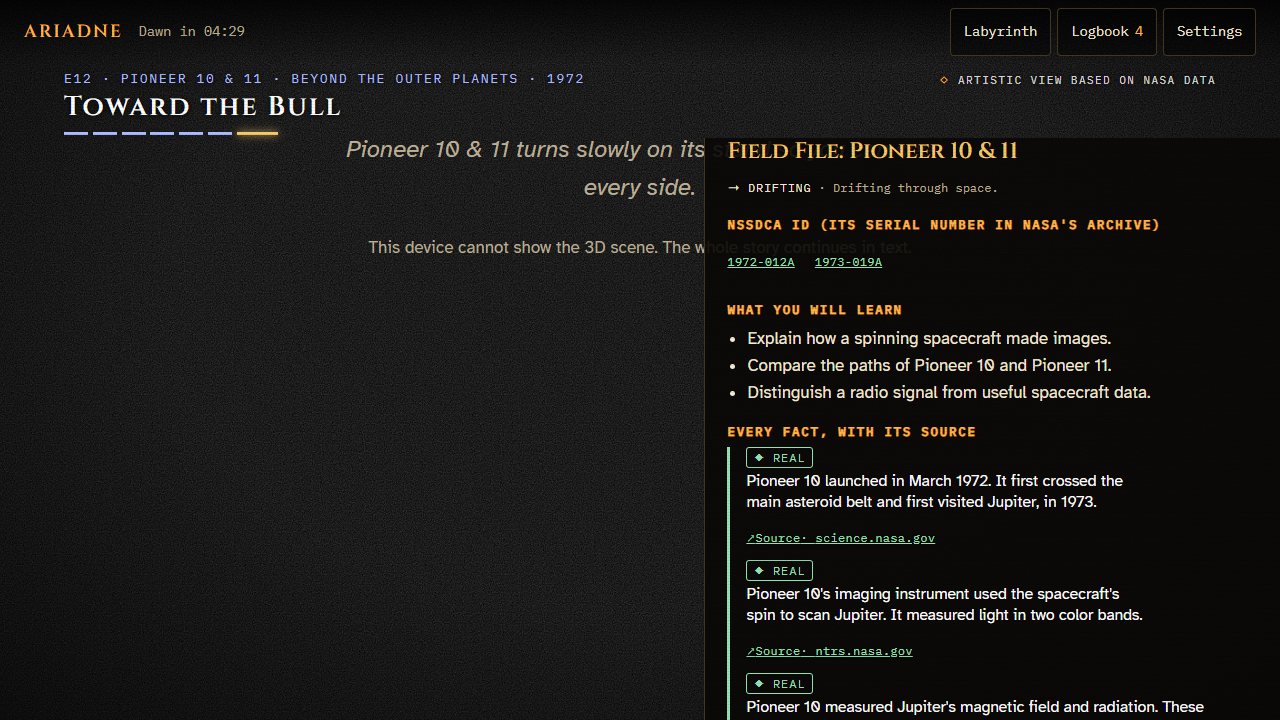 ARIADNE
Dawn in 04:29
Labyrinth
Logbook 4
Settings
E12 · PIONEER 10 & 11 · BEYOND THE OUTER PLANETS · 1972
◇ ARTISTIC VIEW BASED ON NASA DATA
Toward the Bull
Pioneer 10 & 11 turns slowly on its
every side.
This device cannot show the 3D scene. The whole story continues in text.
Field File: Pioneer 10 & 11
→ DRIFTING · Drifting through space.
NSSDCA ID (ITS SERIAL NUMBER IN NASA'S ARCHIVE)
1972-012A 1973-019A
WHAT YOU WILL LEARN
• Explain how a spinning spacecraft made images.
• Compare the paths of Pioneer 10 and Pioneer 11.
• Distinguish a radio signal from useful spacecraft data.
EVERY FACT, WITH ITS SOURCE
◆ REAL
Pioneer 10 launched in March 1972. It first crossed the
main asteroid belt and first visited Jupiter, in 1973.
↗Source· science.nasa.gov
◆ REAL
Pioneer 10's imaging instrument used the spacecraft's
spin to scan Jupiter. It measured light in two color bands.
↗Source· ntrs.nasa.gov
◆ REAL
Pioneer 10 measured Jupiter's magnetic field and radiation. These